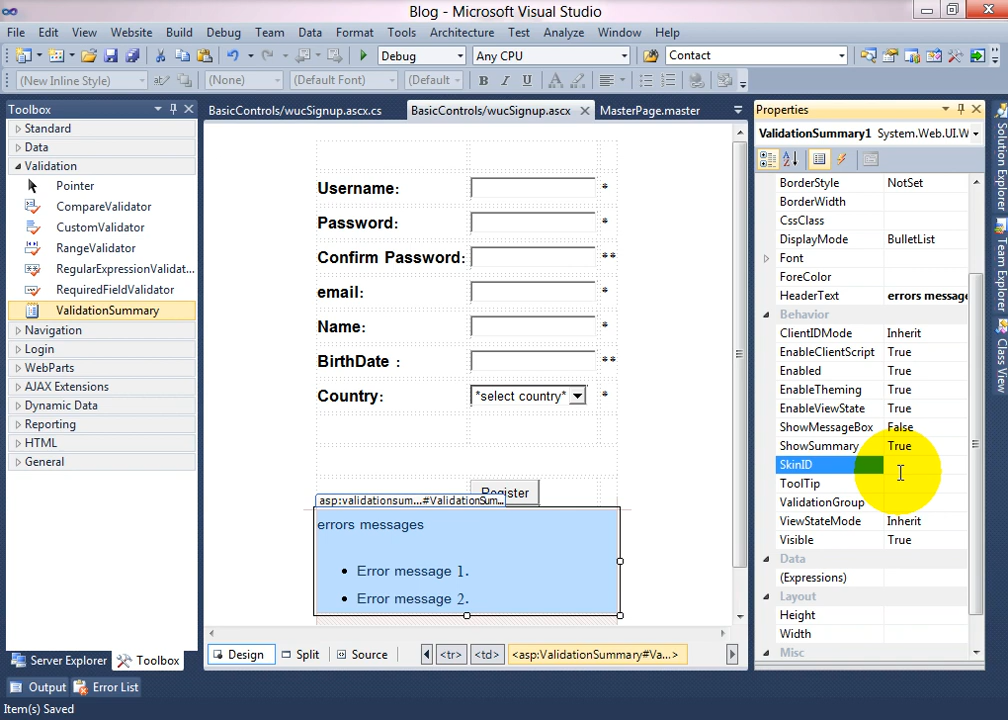 Blog - Microsoft Visual Studio
File Edit View Website Build Debug Team Data Format Tools Architecture Test Analyze Window Help
Debug Any CPU Contact
(New Inline Style) (None) (Default Font) (Default B I U A
Toolbox
Standard
Data
Validation
Pointer
CompareValidator
CustomValidator
RangeValidator
RegularExpressionValidat...
RequiredFieldValidator
ValidationSummary
Navigation
Login
WebParts
AJAX Extensions
Dynamic Data
Reporting
HTML
General
Server Explorer Toolbox
BasicControls/wucSignup.ascx.cs BasicControls/wucSignup.ascx MasterPage.master
Username: *
Password: *
Confirm Password: **
email: *
Name: *
BirthDate : **
Country: *select country* *
Register
asp:validationsum...#ValidationSum...
errors messages
Error message 1.
Error message 2.
Design Split Source <tr> <td> <asp:ValidationSummary#Va...>
Properties
ValidationSummary1 System.Web.UI.W
BorderStyle NotSet
BorderWidth
CssClass
DisplayMode BulletList
Font
ForeColor
HeaderText errors message
Behavior
ClientIDMode Inherit
EnableClientScript True
Enabled True
EnableTheming True
EnableViewState True
ShowMessageBox False
ShowSummary True
SkinID
ToolTip
ValidationGroup
ViewStateMode Inherit
Visible True
Data
(Expressions)
Layout
Height
Width
Misc
Solution Explorer
Team Explorer
Class View
Output Error List
Item(s) Saved